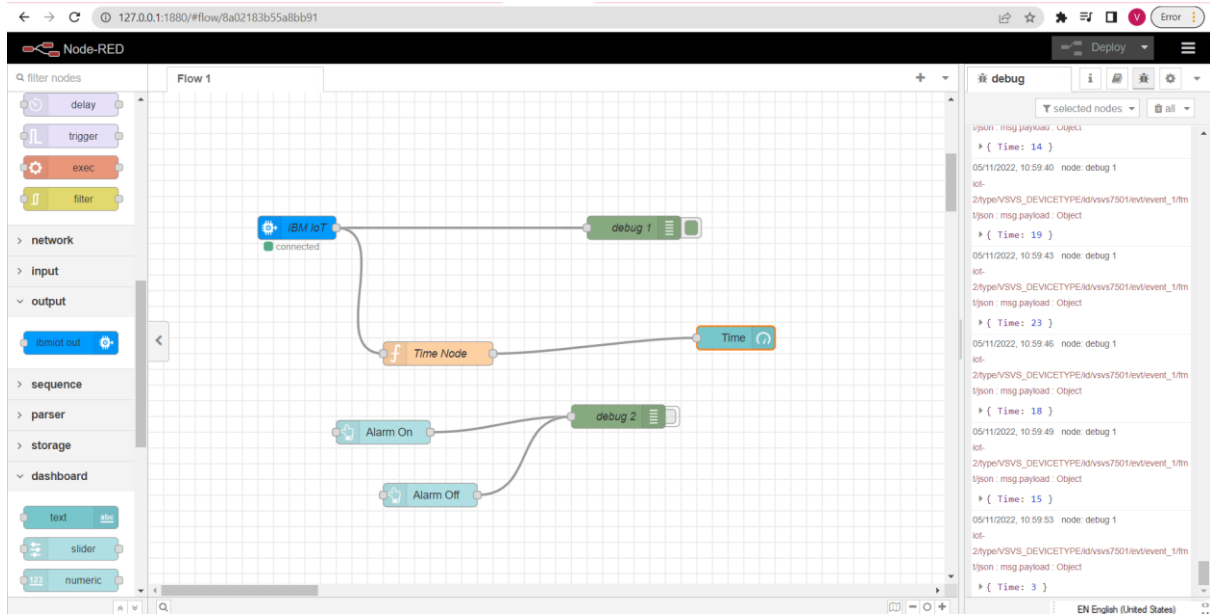 127.0.0.1:1880/#flow/8a02183b55a8bb91
V
Error
Node-RED
Deploy
filter nodes
delay
trigger
exec
filter
network
input
output
ibmiot out
sequence
parser
storage
dashboard
text
abc
slider
numeric
123
Flow 1
IBM IoT
connected
debug 1
f
Time Node
Time
Alarm On
debug 2
Alarm Off
debug
i
selected nodes
all
t/json : msg.payload : Object
{ Time: 14 }
05/11/2022, 10:59:40 node: debug 1
iot-
2/type/VSVS_DEVICETYPE/id/vsvs7501/evt/event_1/fm
t/json : msg.payload : Object
{ Time: 19 }
05/11/2022, 10:59:43 node: debug 1
iot-
2/type/VSVS_DEVICETYPE/id/vsvs7501/evt/event_1/fm
t/json : msg.payload : Object
{ Time: 23 }
05/11/2022, 10:59:46 node: debug 1
iot-
2/type/VSVS_DEVICETYPE/id/vsvs7501/evt/event_1/fm
t/json : msg.payload : Object
{ Time: 18 }
05/11/2022, 10:59:49 node: debug 1
iot-
2/type/VSVS_DEVICETYPE/id/vsvs7501/evt/event_1/fm
t/json : msg.payload : Object
{ Time: 15 }
05/11/2022, 10:59:53 node: debug 1
iot-
2/type/VSVS_DEVICETYPE/id/vsvs7501/evt/event_1/fm
t/json : msg.payload : Object
{ Time: 3 }
EN English (United States)